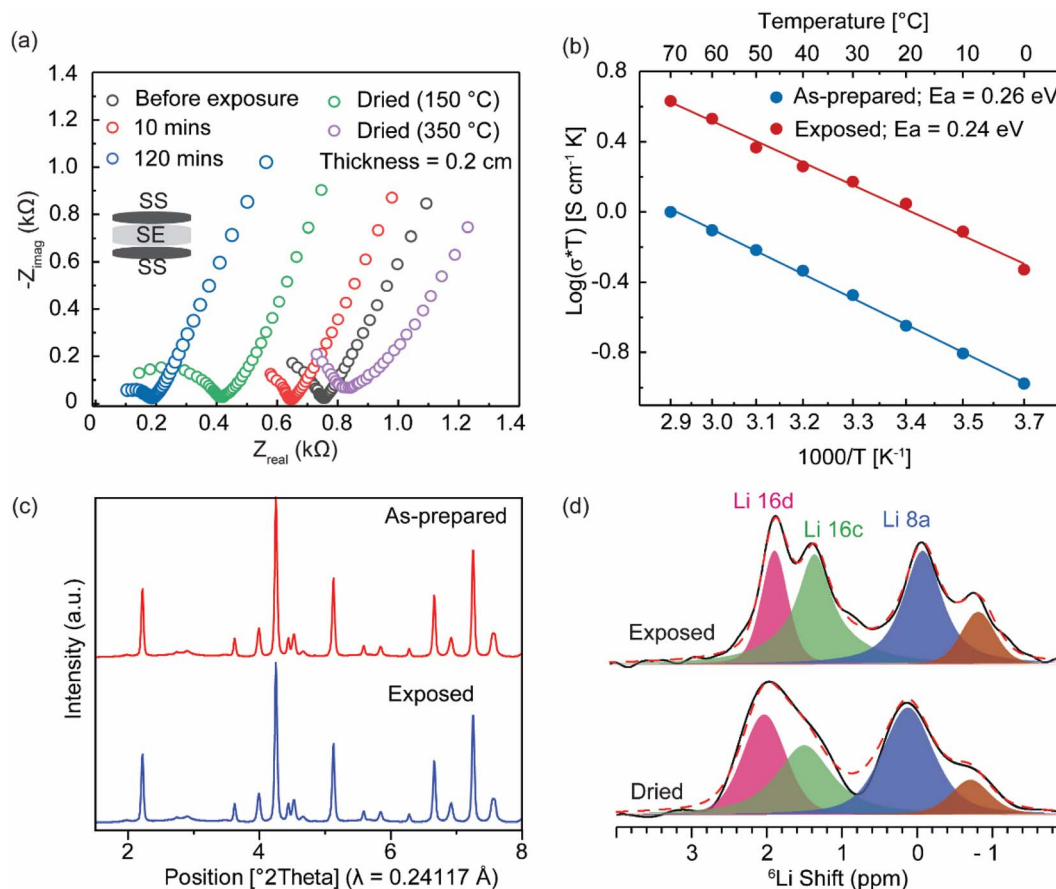 (a)
1.4
1.2
1.0
0.8
0.6
0.4
0.2
0
-Zimag (kΩ)
Before exposure
10 mins
120 mins
Dried (150 °C)
Dried (350 °C)
Thickness = 0.2 cm
SS
SE
SS
0 0.2 0.4 0.6 0.8 1.0 1.2 1.4
Zreal (kΩ)
(b)
Temperature [°C]
70 60 50 40 30 20 10 0
0.8
0.4
0.0
-0.4
-0.8
Log(σ*T) [S cm⁻¹ K]
As-prepared; Ea = 0.26 eV
Exposed; Ea = 0.24 eV
2.9 3.0 3.1 3.2 3.3 3.4 3.5 3.7
1000/T [K⁻¹]
(c)
Intensity (a.u.)
As-prepared
Exposed
2 4 6 8
Position [°2Theta] (λ = 0.24117 Å)
(d)
Li 16d
Li 16c
Li 8a
Exposed
Dried
3 2 1 0 - 1
⁶Li Shift (ppm)